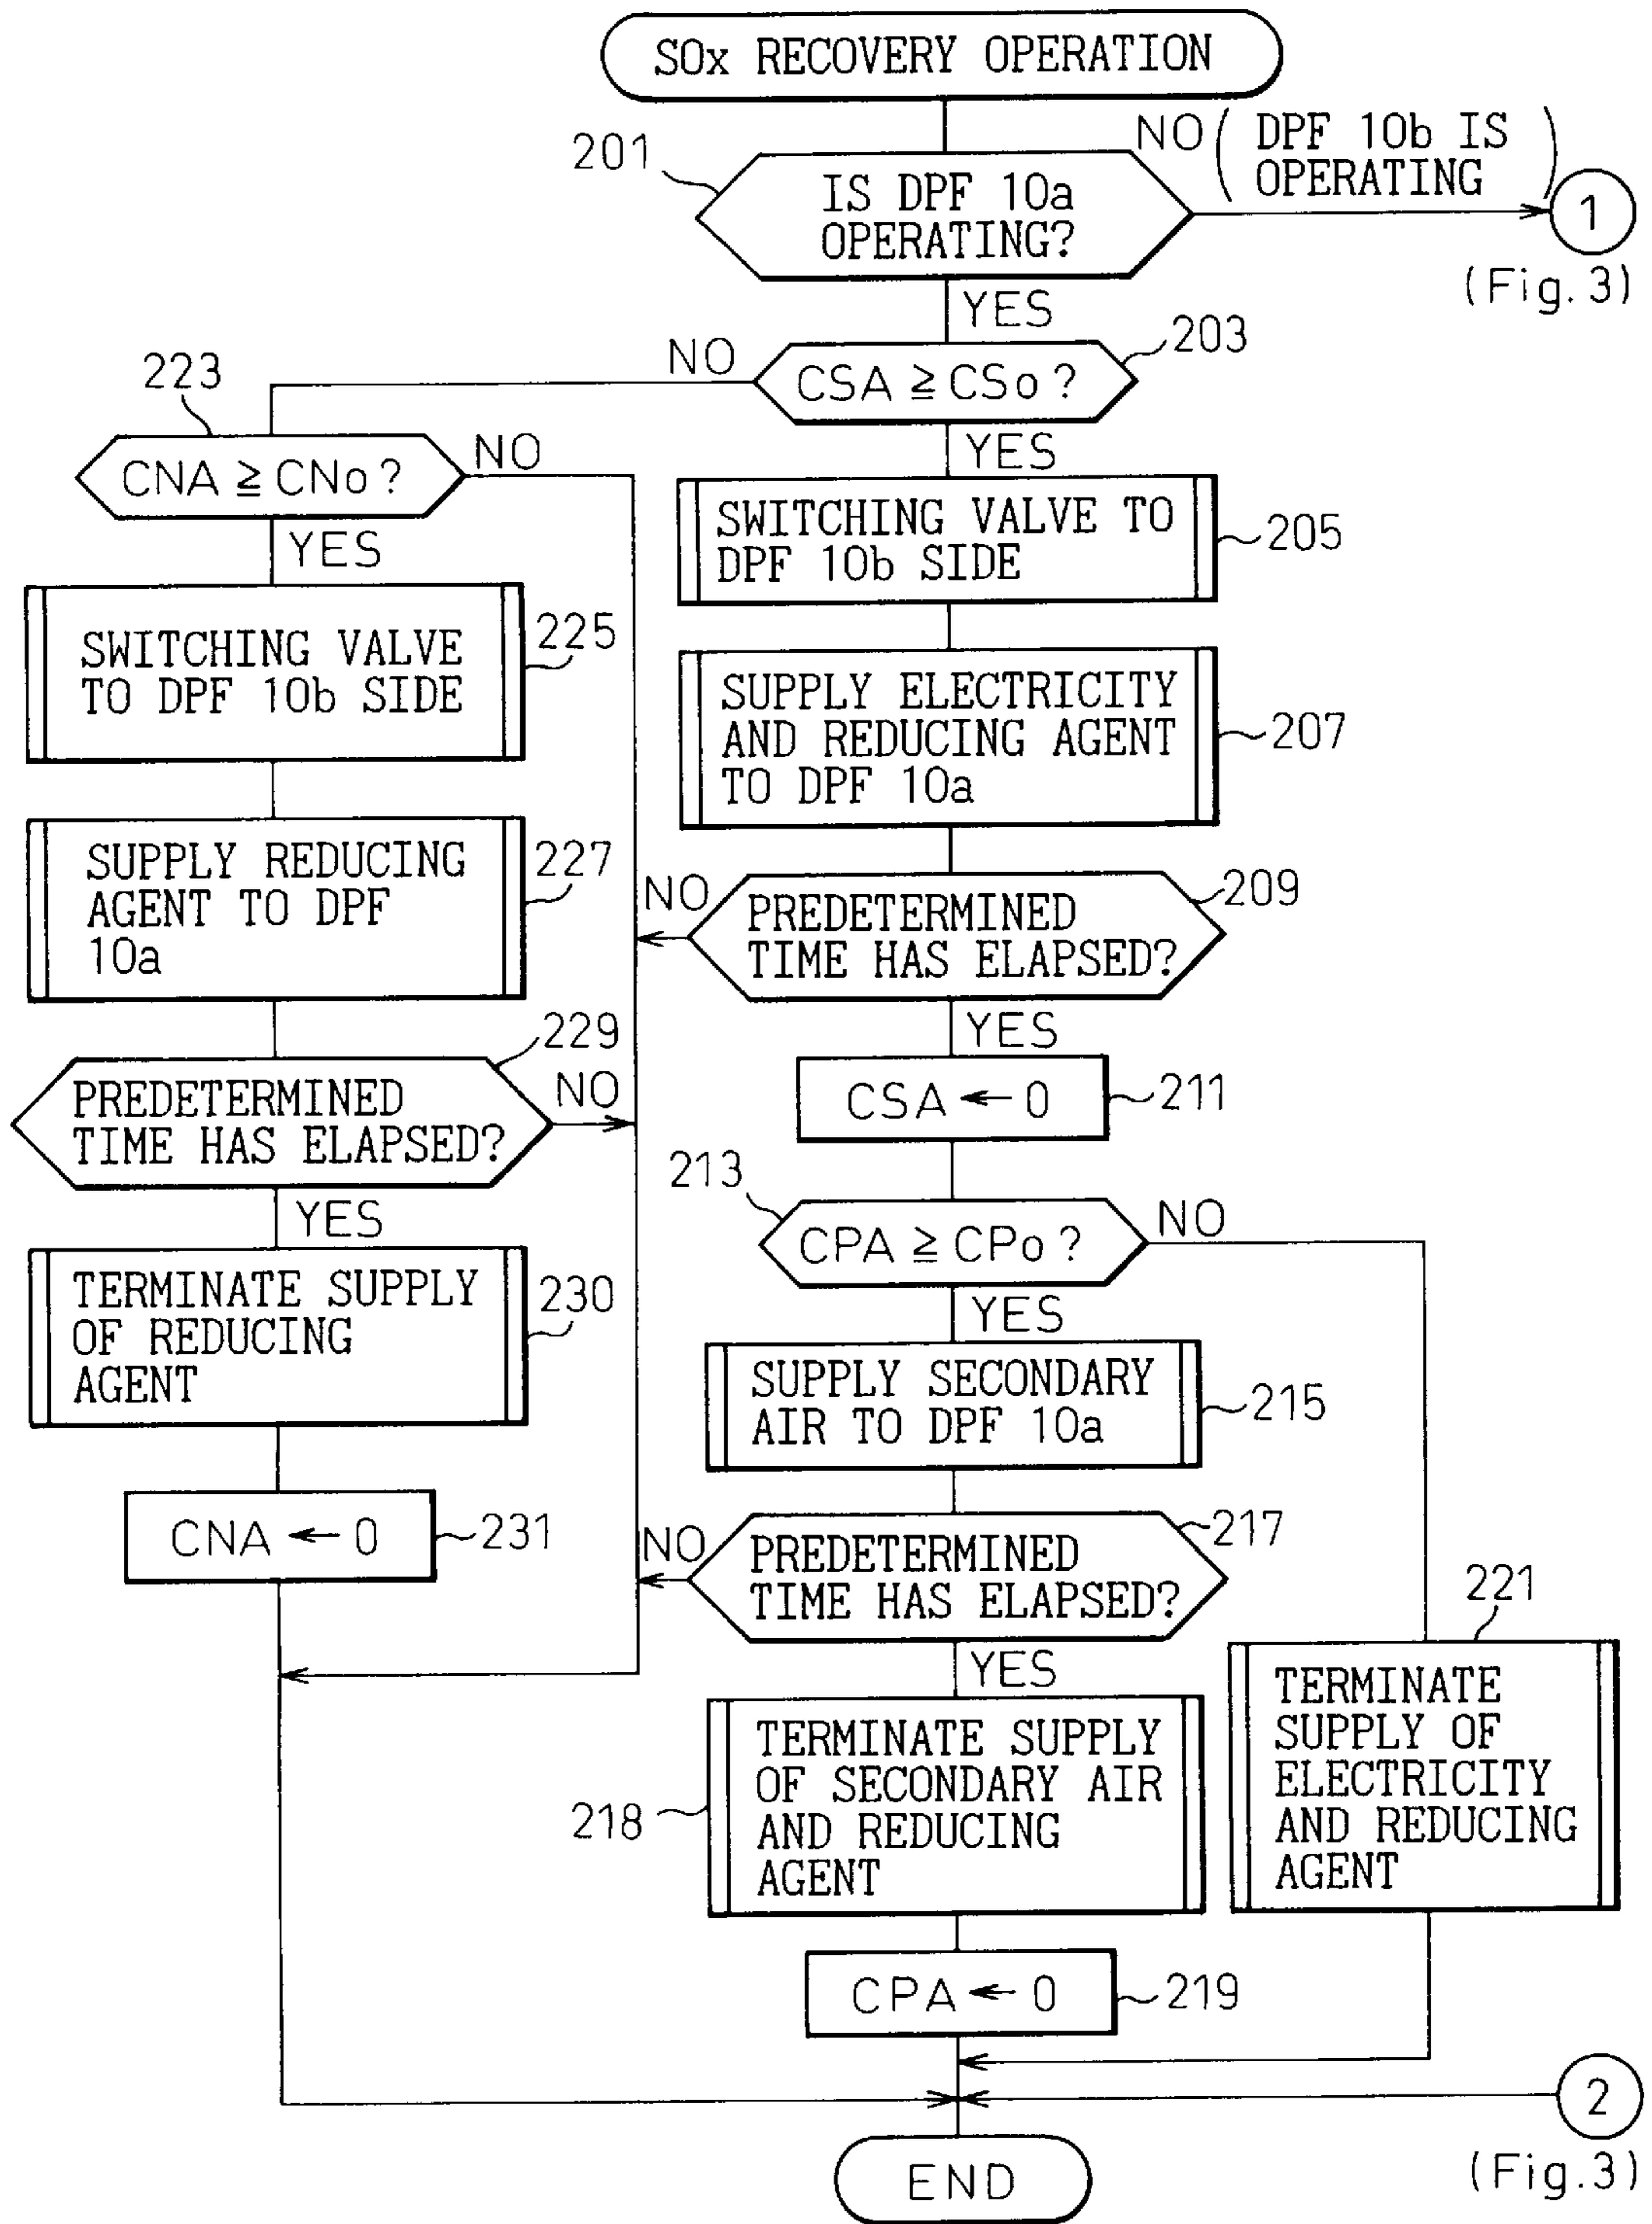 SOx RECOVERY OPERATION
201
IS DPF 10a
OPERATING?
NO
( DPF 10b IS
OPERATING )
1
(Fig.3)
YES
203
CSA ≧ CSo ?
NO
YES
223
CNA ≧ CNo ?
NO
YES
SWITCHING VALVE TO
DPF 10b SIDE
205
SWITCHING VALVE
TO DPF 10b SIDE
225
SUPPLY ELECTRICITY
AND REDUCING AGENT
TO DPF 10a
207
SUPPLY REDUCING
AGENT TO DPF
10a
227
NO
PREDETERMINED
TIME HAS ELAPSED?
209
YES
229
PREDETERMINED
TIME HAS ELAPSED?
NO
YES
CSA ← 0
211
213
CPA ≧ CPo ?
NO
YES
TERMINATE SUPPLY
OF REDUCING
AGENT
230
SUPPLY SECONDARY
AIR TO DPF 10a
215
CNA ← 0
231
NO
PREDETERMINED
TIME HAS ELAPSED?
217
YES
221
TERMINATE
SUPPLY OF
ELECTRICITY
AND REDUCING
AGENT
218
TERMINATE SUPPLY
OF SECONDARY AIR
AND REDUCING
AGENT
CPA ← 0
219
2
(Fig.3)
END